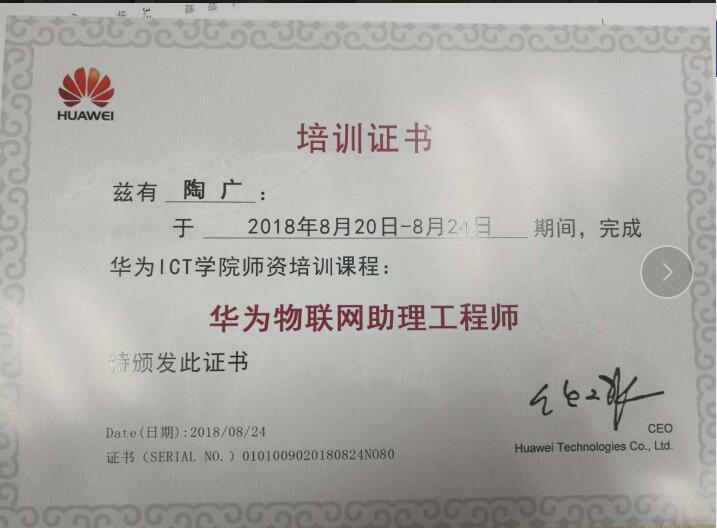 HUAWEI
培训证书
兹有 陶 广 :
于 2018年8月20日-8月24日 期间,完成
华为ICT学院师资培训课程:
华为物联网助理工程师
特颁发此证书
CEO
Huawei Technologies Co., Ltd.
Date(日期):2018/08/24
证书(SERIAL NO.)0101009020180824N080